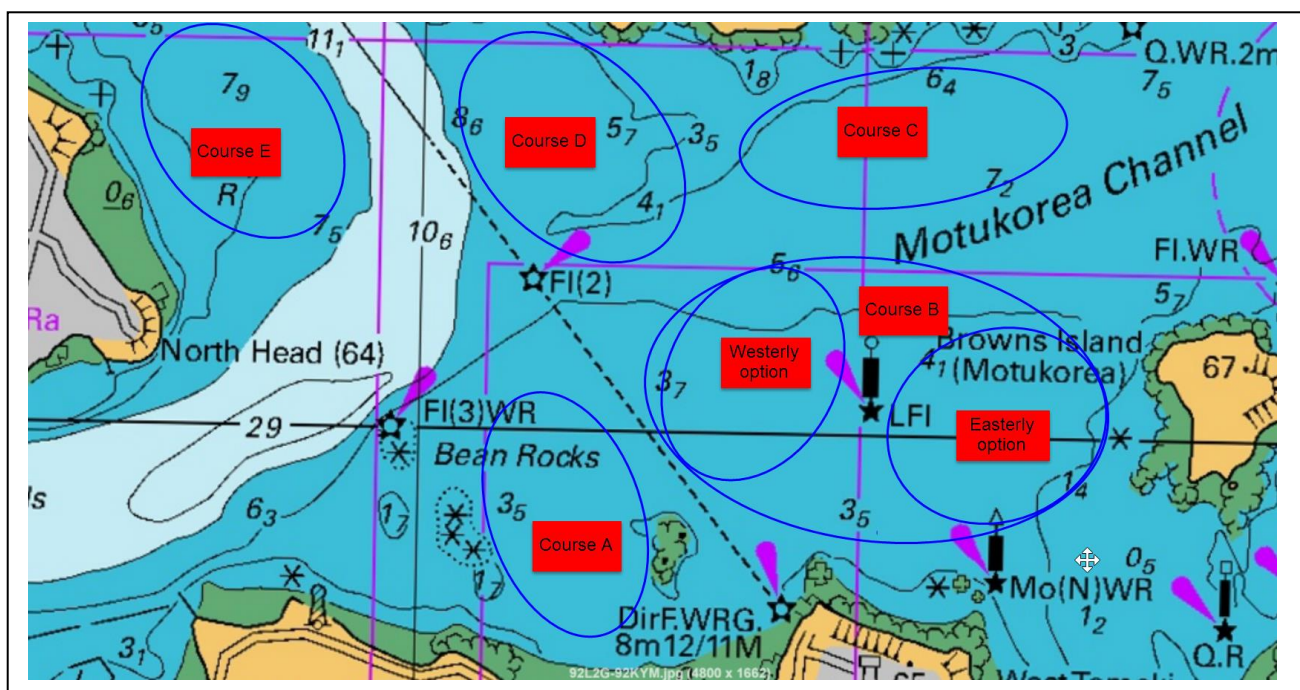 11₁
Q.WR.2m
1₈
3
6₄
7₅
7₉
8₆
5₇
3₅
Course E
Course D
Course C
R
0₆
7₅
4₁
7₂
Motukorea Channel
10₆
Fl.WR
Fl(2)
5₆
5₇
Course B
Ra
North Head (64)
Browns Island
4₁ (Motukorea)
Westerly
option
67
3₇
Fl(3)WR
LFl
29
Easterly
option
Bean Rocks
3₅
6₃
1₇
3₅
1₄
Course A
1₇
0₅
Mo(N)WR
DirF.WRG.
8m12/11M
1₂
3₁
Q.R
92L2G-92KYM.jpg (4800 x 1662)
65